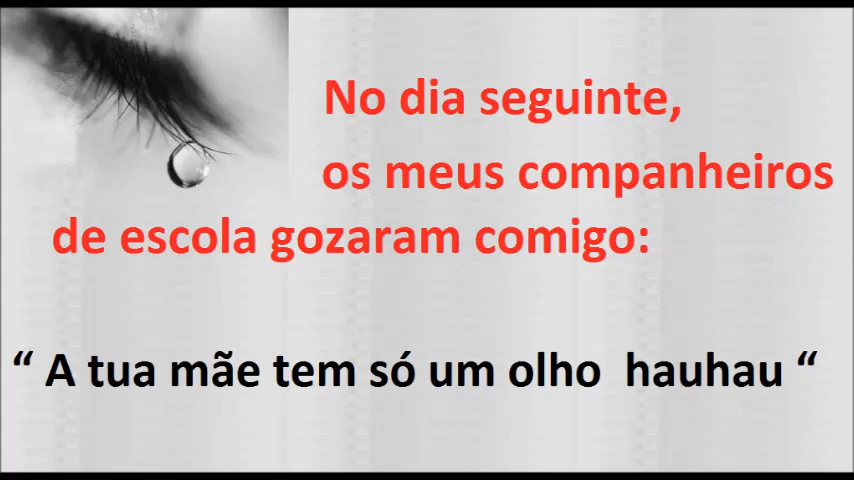 No dia seguinte,
os meus companheiros
de escola gozaram comigo:
“ A tua mãe tem só um olho hauhau “